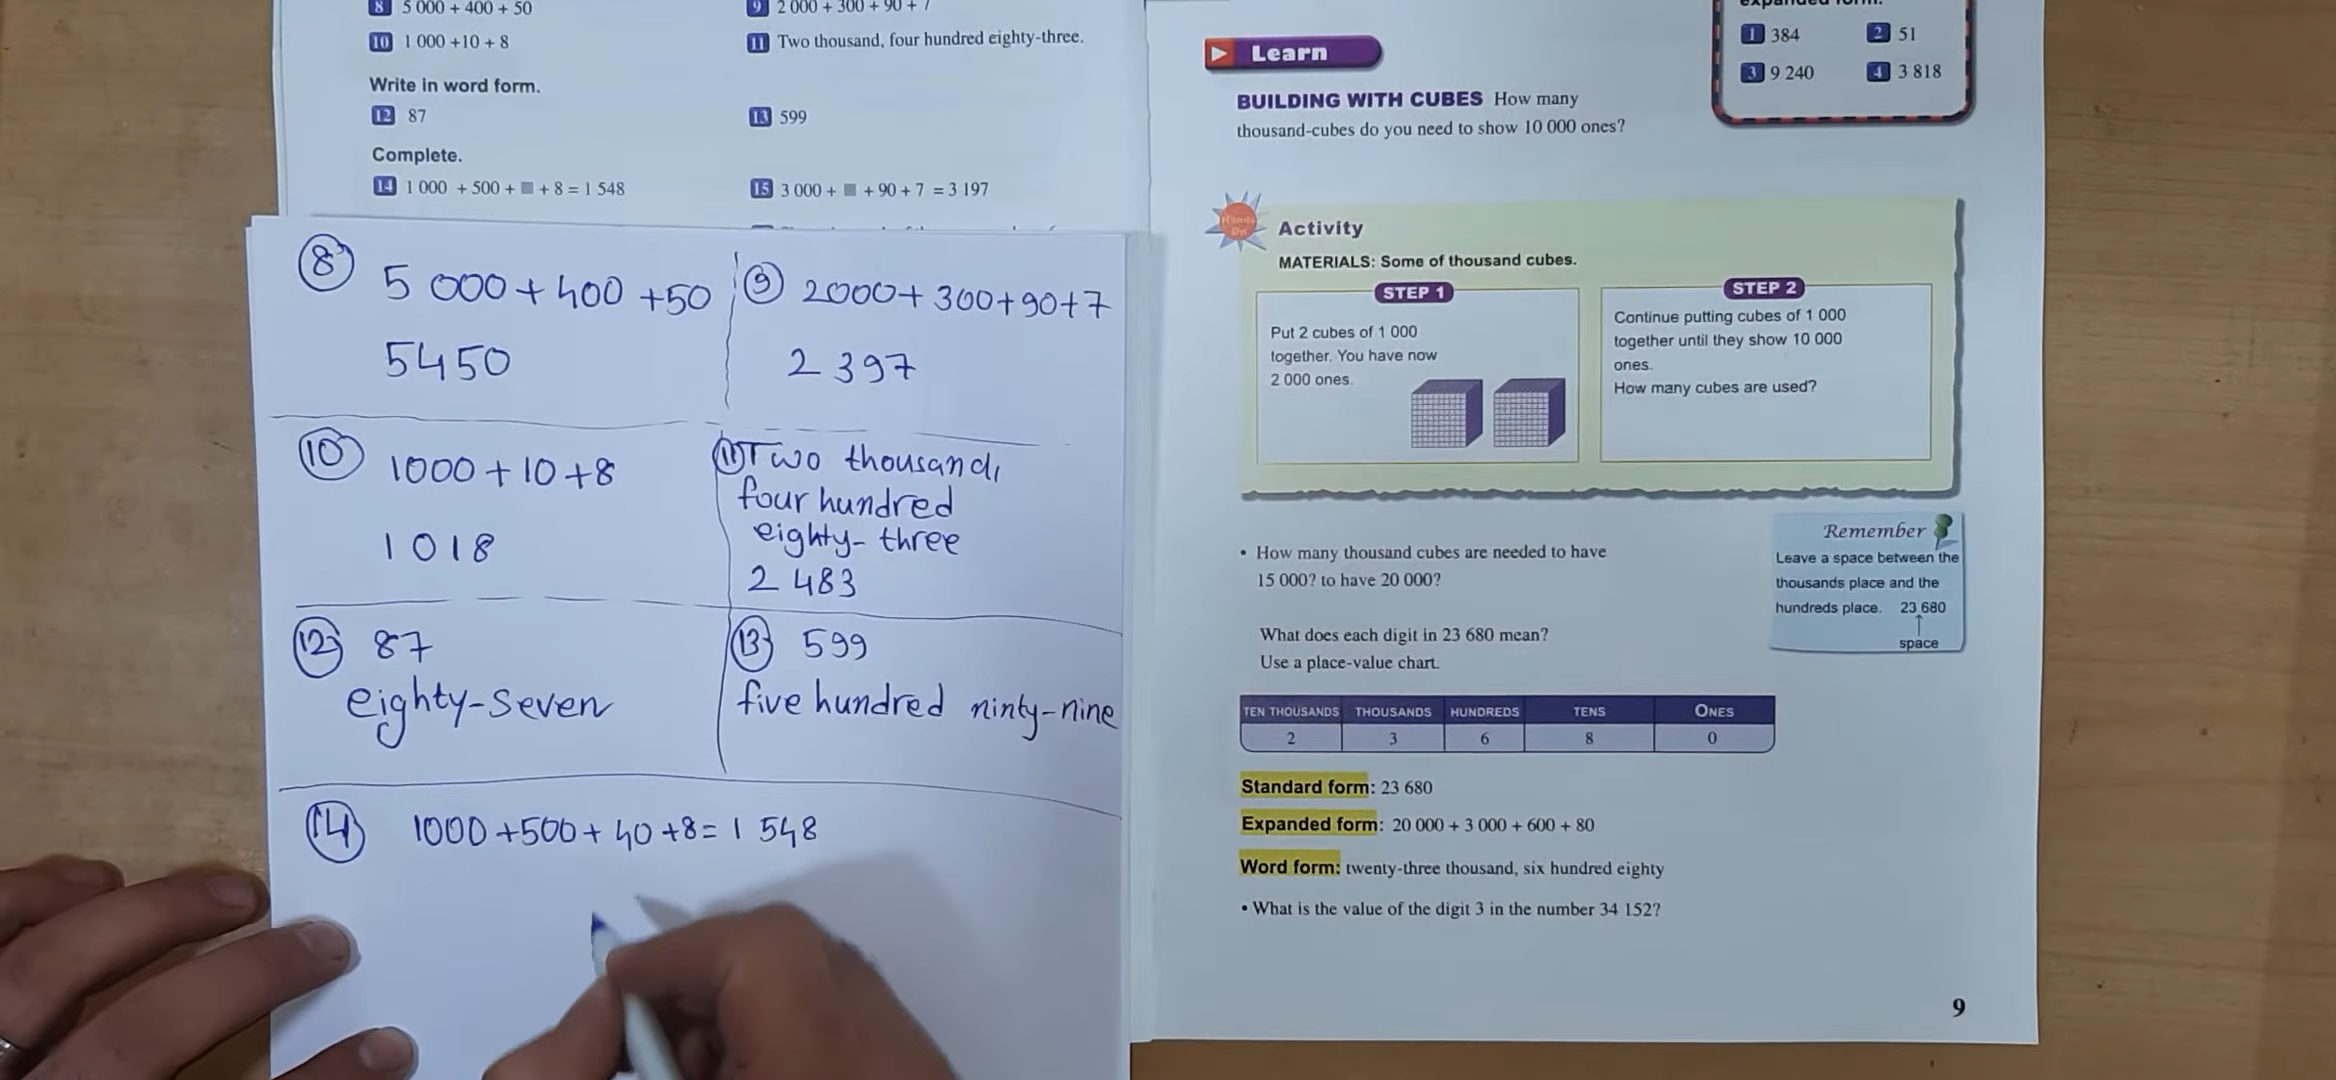 8 5 000 + 400 + 50
9 2 000 + 300 + 90 + 7
10 1 000 +10 + 8
11 Two thousand, four hundred eighty-three.
Write in word form.
12 87
13 599
Complete.
14 1 000 + 500 + ■ + 8 = 1 548
15 3 000 + ■ + 90 + 7 = 3 197
8 5 000 + 400 + 50
5450
9 2000 + 300 + 90 + 7
2 397
10 1000 + 10 + 8
1018
11 Two thousand,
four hundred
eighty-three
2 483
12 87
eighty-seven
13 599
five hundred ninty-nine
14 1000 + 500 + 40 + 8 = 1 548
expanded form.
1 384
2 51
3 9 240
4 3 818
Learn
BUILDING WITH CUBES How many
thousand-cubes do you need to show 10 000 ones?
Hands On
Activity
MATERIALS: Some of thousand cubes.
STEP 1
Put 2 cubes of 1 000
together. You have now
2 000 ones.
STEP 2
Continue putting cubes of 1 000
together until they show 10 000
ones.
How many cubes are used?
• How many thousand cubes are needed to have
15 000? to have 20 000?
What does each digit in 23 680 mean?
Use a place-value chart.
Remember
Leave a space between the
thousands place and the
hundreds place. 23 680
space
TEN THOUSANDS THOUSANDS HUNDREDS TENS ONES
2 3 6 8 0
Standard form: 23 680
Expanded form: 20 000 + 3 000 + 600 + 80
Word form: twenty-three thousand, six hundred eighty
• What is the value of the digit 3 in the number 34 152?
9